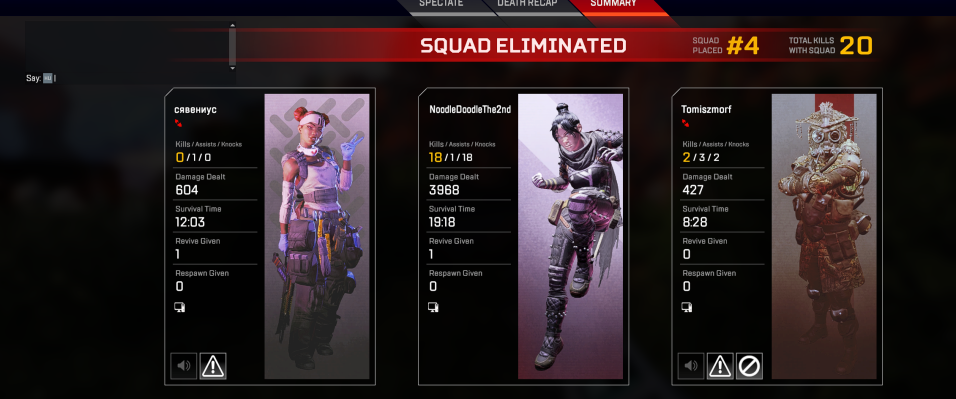 SPECTATE
DEATH RECAP
SUMMARY
SQUAD ELIMINATED
SQUAD PLACED #4
TOTAL KILLS WITH SQUAD 20
Say: HU
сявениус
Kills / Assists / Knocks
0 / 1 / 0
Damage Dealt
604
Survival Time
12:03
Revive Given
1
Respawn Given
0
NoodleDoodleThe2nd
Kills / Assists / Knocks
18 / 1 / 18
Damage Dealt
3968
Survival Time
19:18
Revive Given
1
Respawn Given
0
Tomiszmorf
Kills / Assists / Knocks
2 / 3 / 2
Damage Dealt
427
Survival Time
8:28
Revive Given
0
Respawn Given
0